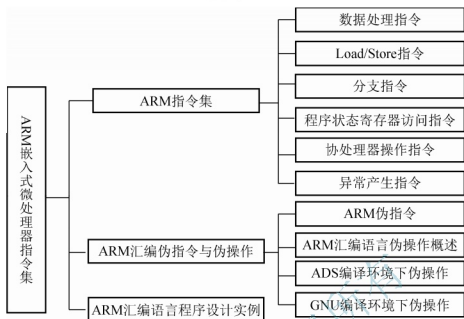 ARM嵌入式微处理器指令集
ARM指令集
数据处理指令
Load/Store指令
分支指令
程序状态寄存器访问指令
协处理器操作指令
异常产生指令
ARM汇编伪指令与伪操作
ARM伪指令
ARM汇编语言伪操作概述
ADS编译环境下伪操作
GNU编译环境下伪操作
ARM汇编语言程序设计实例
所有